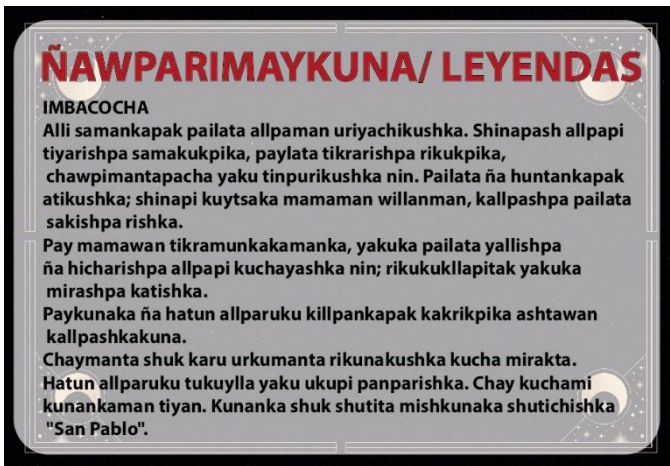 ÑAWPARIMAYKUNA/ LEYENDAS
IMBACOCHA
Alli samankapak pailata allpaman uriyachikushka. Shinapash allpapi
tiyarishpa samakukpika, paylata tikrarishpa rikukpika,
chawpimantapacha yaku tinpurikushka nin. Pailata ña huntankapak
atikushka; shinapi kuytsaka mamaman willanman, kallpashpa pailata
sakishpa rishka.
Pay mamawan tikramunkakamanka, yakuka pailata yallishpa
ña hicharishpa allpapi kuchayashka nin; rikukukllapitak yakuka
mirashpa katishka.
Paykunaka ña hatun allparuku killpankapak kakrikpika ashtawan
kallpashkakuna.
Chaymanta shuk karu urkumanta rikunakushka kucha mirakta.
Hatun allparuku tukuylla yaku ukupi panparishka. Chay kuchami
kunankaman tiyan. Kunanka shuk shutita mishkunaka shutichishka
"San Pablo".